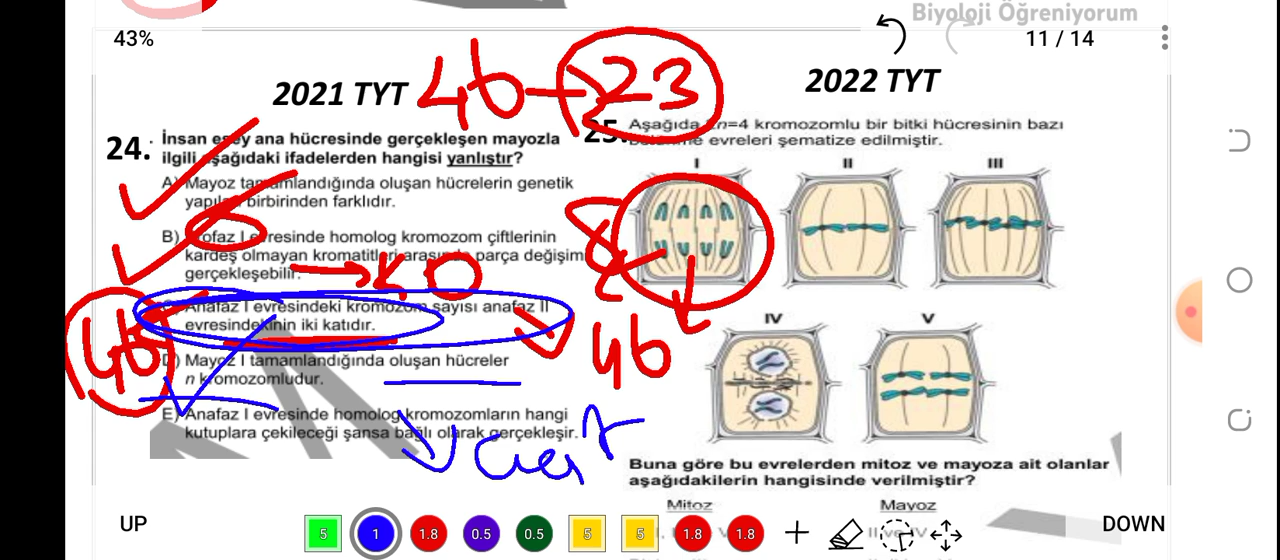 Biyoloji Öğreniyorum
43%
11 / 14
2021 TYT
46 → 23
24. İnsan eşey ana hücresinde gerçekleşen mayozla
ilgili aşağıdaki ifadelerden hangisi yanlıştır?
A) Mayoz tamamlandığında oluşan hücrelerin genetik
yapıları birbirinden farklıdır.
B) Profaz I evresinde homolog kromozom çiftlerinin
kardeş olmayan kromatitleri arasında parça değişimi
gerçekleşebilir.
C) Anafaz I evresindeki kromozom sayısı anafaz II
evresindekinin iki katıdır.
46
46
D) Mayoz I tamamlandığında oluşan hücreler
n kromozomludur.
E) Anafaz I evresinde homolog kromozomların hangi
kutuplara çekileceği şansa bağlı olarak gerçekleşir.
2022 TYT
25. Aşağıda 2n=4 kromozomlu bir bitki hücresinin bazı
bölünme evreleri şematize edilmiştir.
I II III
8
IV V
Buna göre bu evrelerden mitoz ve mayoza ait olanlar
aşağıdakilerin hangisinde verilmiştir?
Mitoz Mayoz
II ve IV
UP
5 1 1.8 0.5 0.5 5 5 1.8 1.8
DOWN